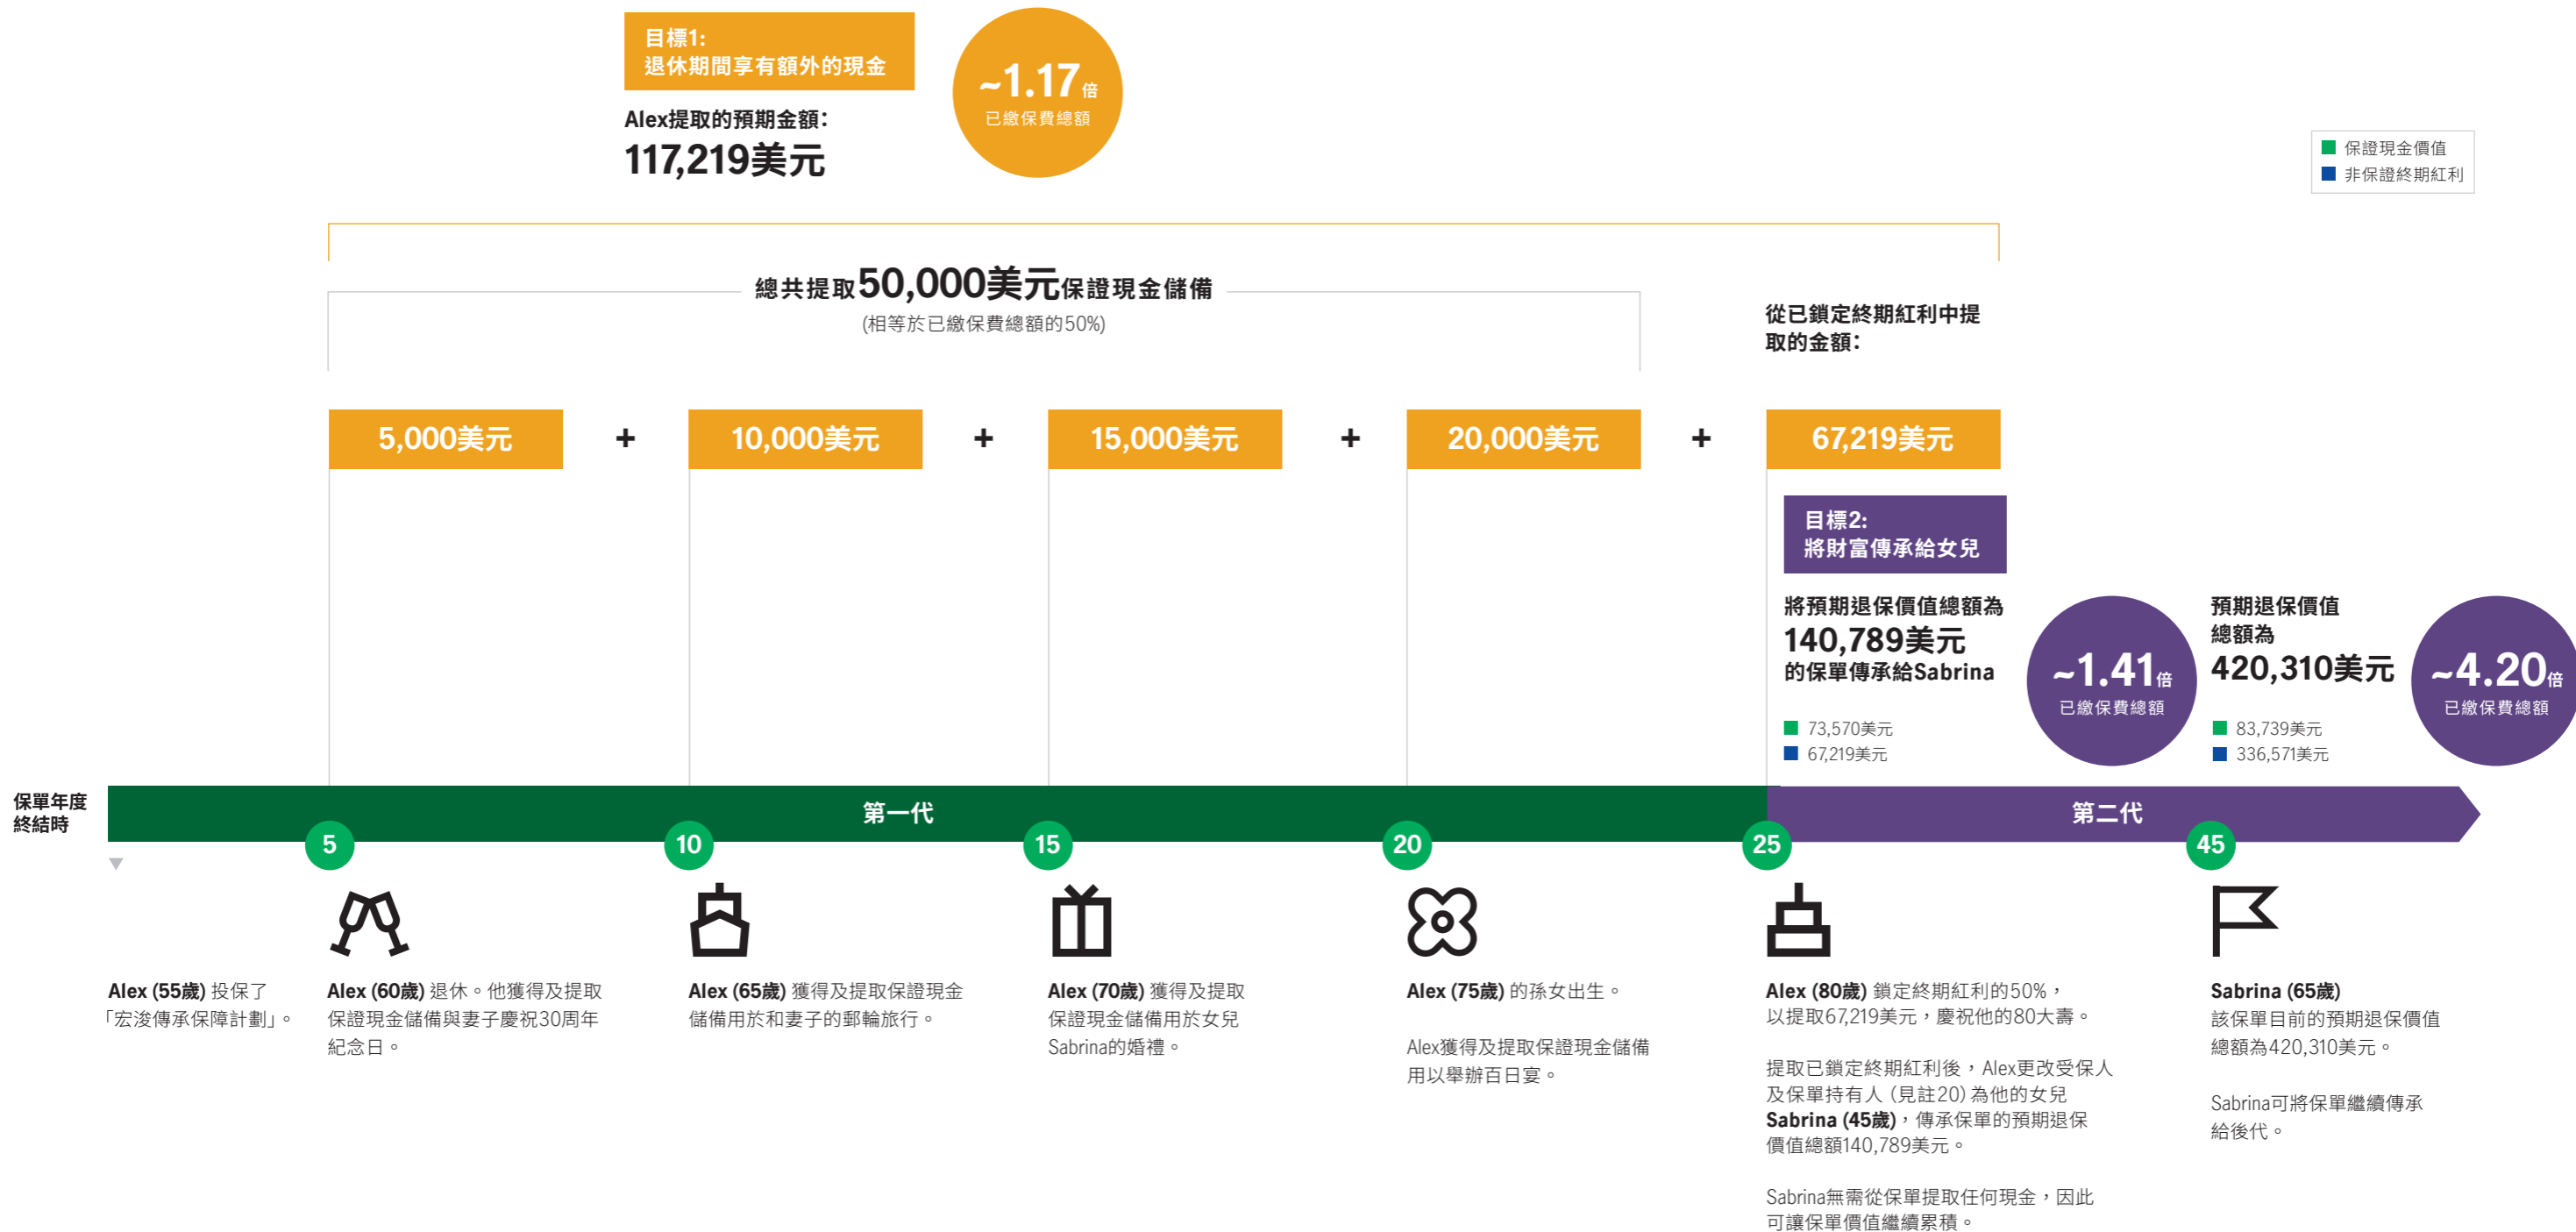 目標1:
退休期間享有額外的現金
Alex提取的預期金額：
117,219美元
~1.17倍
已繳保費總額
保證現金價值
非保證終期紅利
總共提取50,000美元保證現金儲備
(相等於已繳保費總額的50%)
從已鎖定終期紅利中提
取的金額：
5,000美元 + 10,000美元 + 15,000美元 + 20,000美元 + 67,219美元
目標2:
將財富傳承給女兒
將預期退保價值總額為
140,789美元
的保單傳承給Sabrina
73,570美元
67,219美元
~1.41倍
已繳保費總額
預期退保價值
總額為
420,310美元
83,739美元
336,571美元
~4.20倍
已繳保費總額
保單年度
終結時
第一代
第二代
5
10
15
20
25
45
Alex (55歲) 投保了
「宏浚傳承保障計劃」。
Alex (60歲) 退休。他獲得及提取
保證現金儲備與妻子慶祝30周年
紀念日。
Alex (65歲) 獲得及提取保證現金
儲備用於和妻子的郵輪旅行。
Alex (70歲) 獲得及提取
保證現金儲備用於女兒
Sabrina的婚禮。
Alex (75歲) 的孫女出生。
Alex獲得及提取保證現金儲備
用以舉辦百日宴。
Alex (80歲) 鎖定終期紅利的50%，
以提取67,219美元，慶祝他的80大壽。
提取已鎖定終期紅利後，Alex更改受保人
及保單持有人 (見註20) 為他的女兒
Sabrina (45歲)，傳承保單的預期退保
價值總額140,789美元。
Sabrina無需從保單提取任何現金，因此
可讓保單價值繼續累積。
Sabrina (65歲)
該保單目前的預期退保價值
總額為420,310美元。
Sabrina可將保單繼續傳承
給後代。